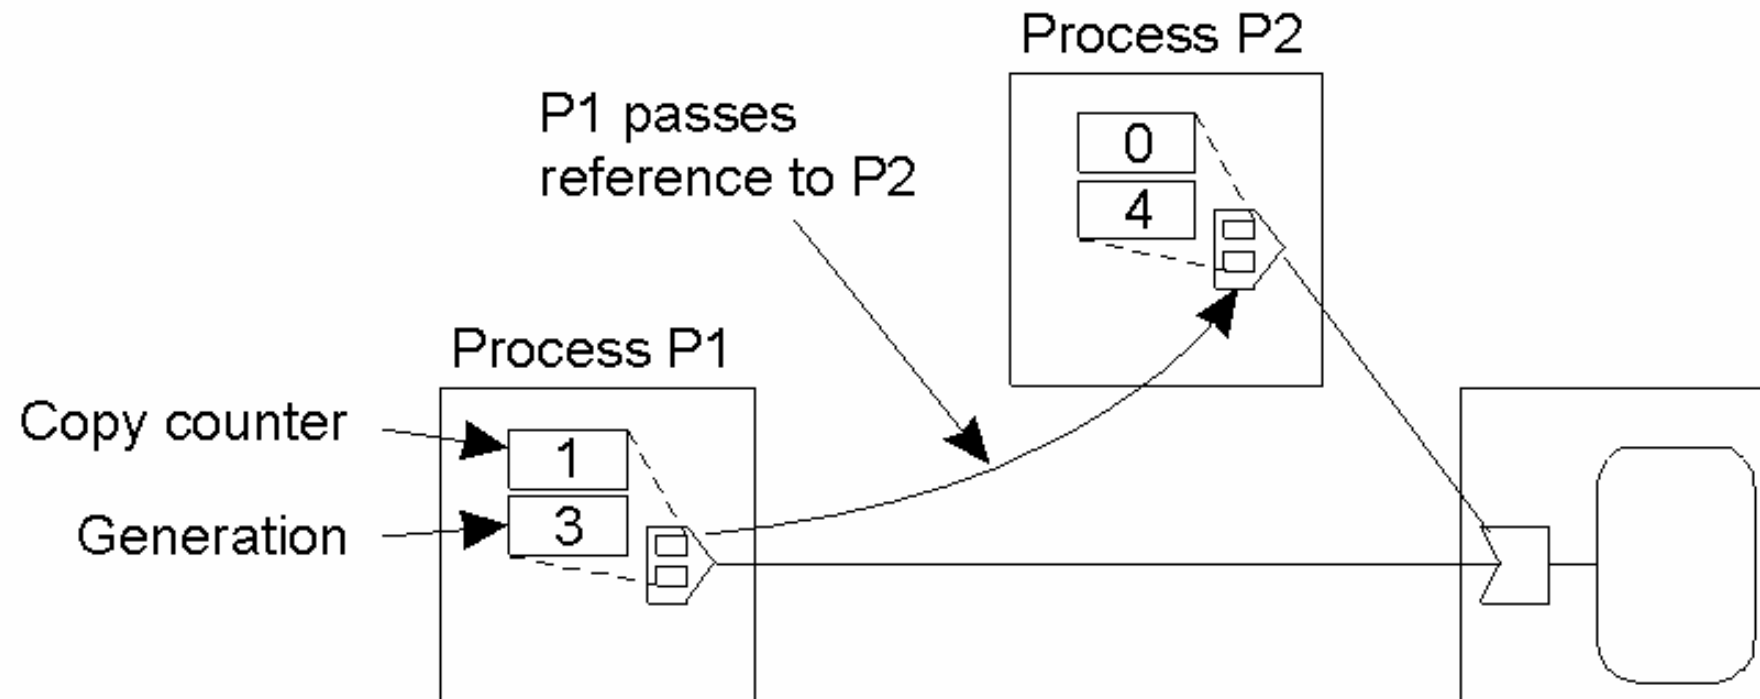 Process P2
P1 passes
reference to P2
0
4
Process P1
Copy counter
1
Generation
3